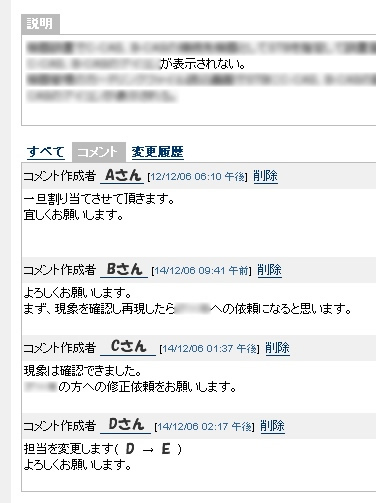 説明
が表示されない。
すべて コメント 変更履歴
コメント作成者 Aさん [12/12/06 06:10 午後] 削除
一旦割り当てさせて頂きます。
宜しくお願いします。
コメント作成者 Bさん [14/12/06 09:41 午前] 削除
よろしくお願いします。
まず、現象を確認し再現したら への依頼になると思います。
コメント作成者 Cさん [14/12/06 01:37 午後] 削除
現象は確認できました。
の方への修正依頼をお願いします。
コメント作成者 Dさん [14/12/06 02:17 午後] 削除
担当を変更します( D → E )
よろしくお願いします。